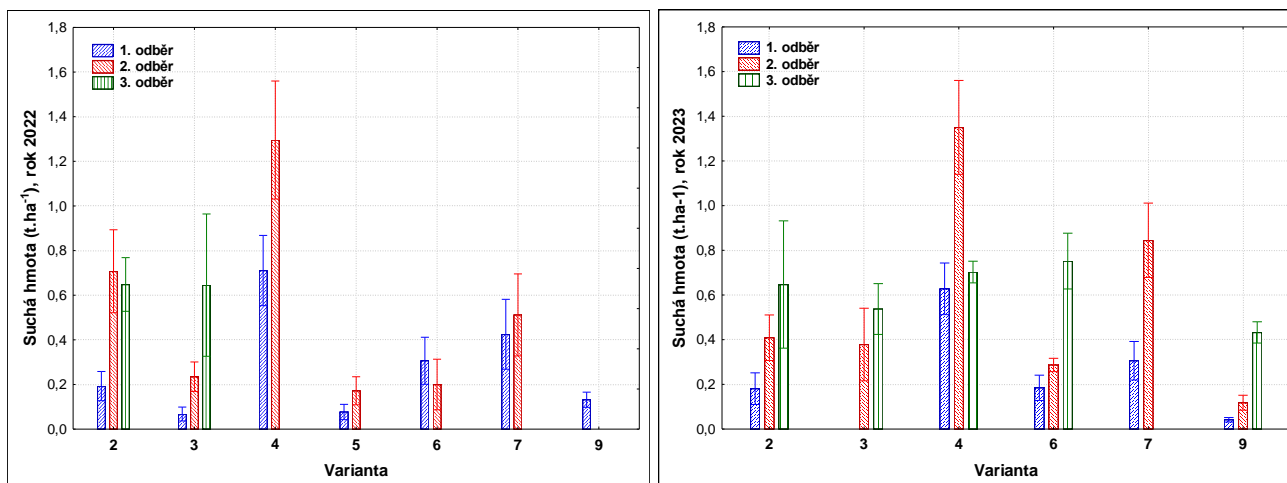 1,8
1,6
1,4
1,2
1,0
0,8
0,6
0,4
0,2
0,0
Suchá hmota (t.ha⁻¹), rok 2022
1. odběr
2. odběr
3. odběr
2 3 4 5 6 7 9
Varianta
1,8
1,6
1,4
1,2
1,0
0,8
0,6
0,4
0,2
0,0
Suchá hmota (t.ha-1), rok 2023
1. odběr
2. odběr
3. odběr
2 3 4 6 7 9
Varianta